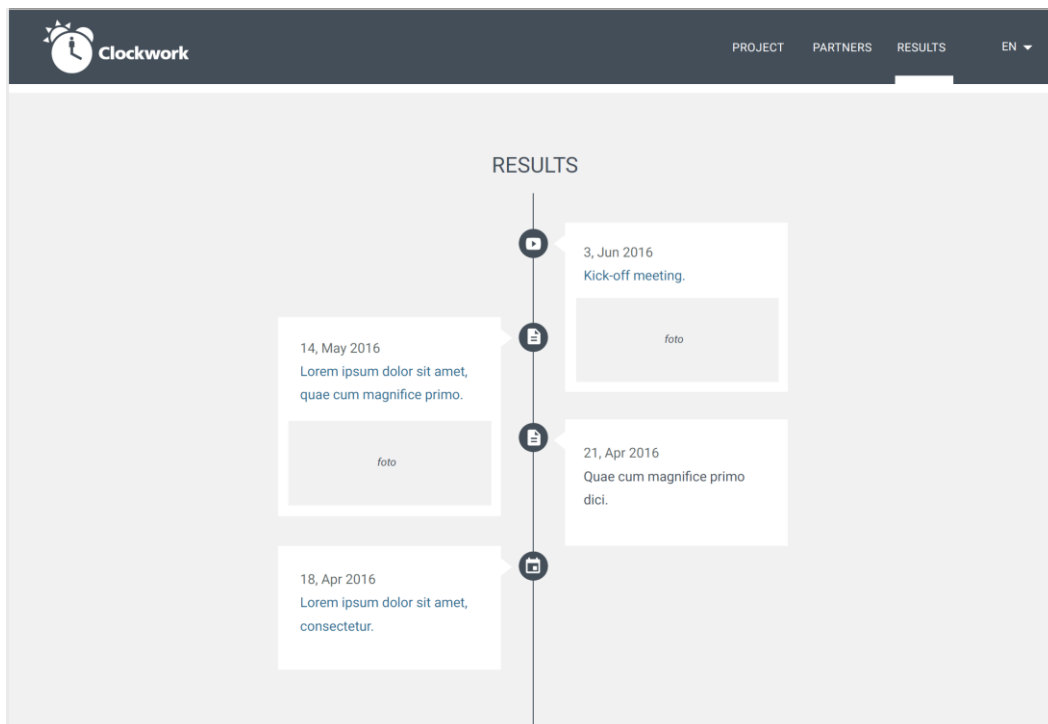 Clockwork
PROJECT PARTNERS RESULTS EN
RESULTS
3, Jun 2016
Kick-off meeting.
foto
14, May 2016
Lorem ipsum dolor sit amet,
quae cum magnifice primo.
foto
21, Apr 2016
Quae cum magnifice primo
dici.
18, Apr 2016
Lorem ipsum dolor sit amet,
consectetur.